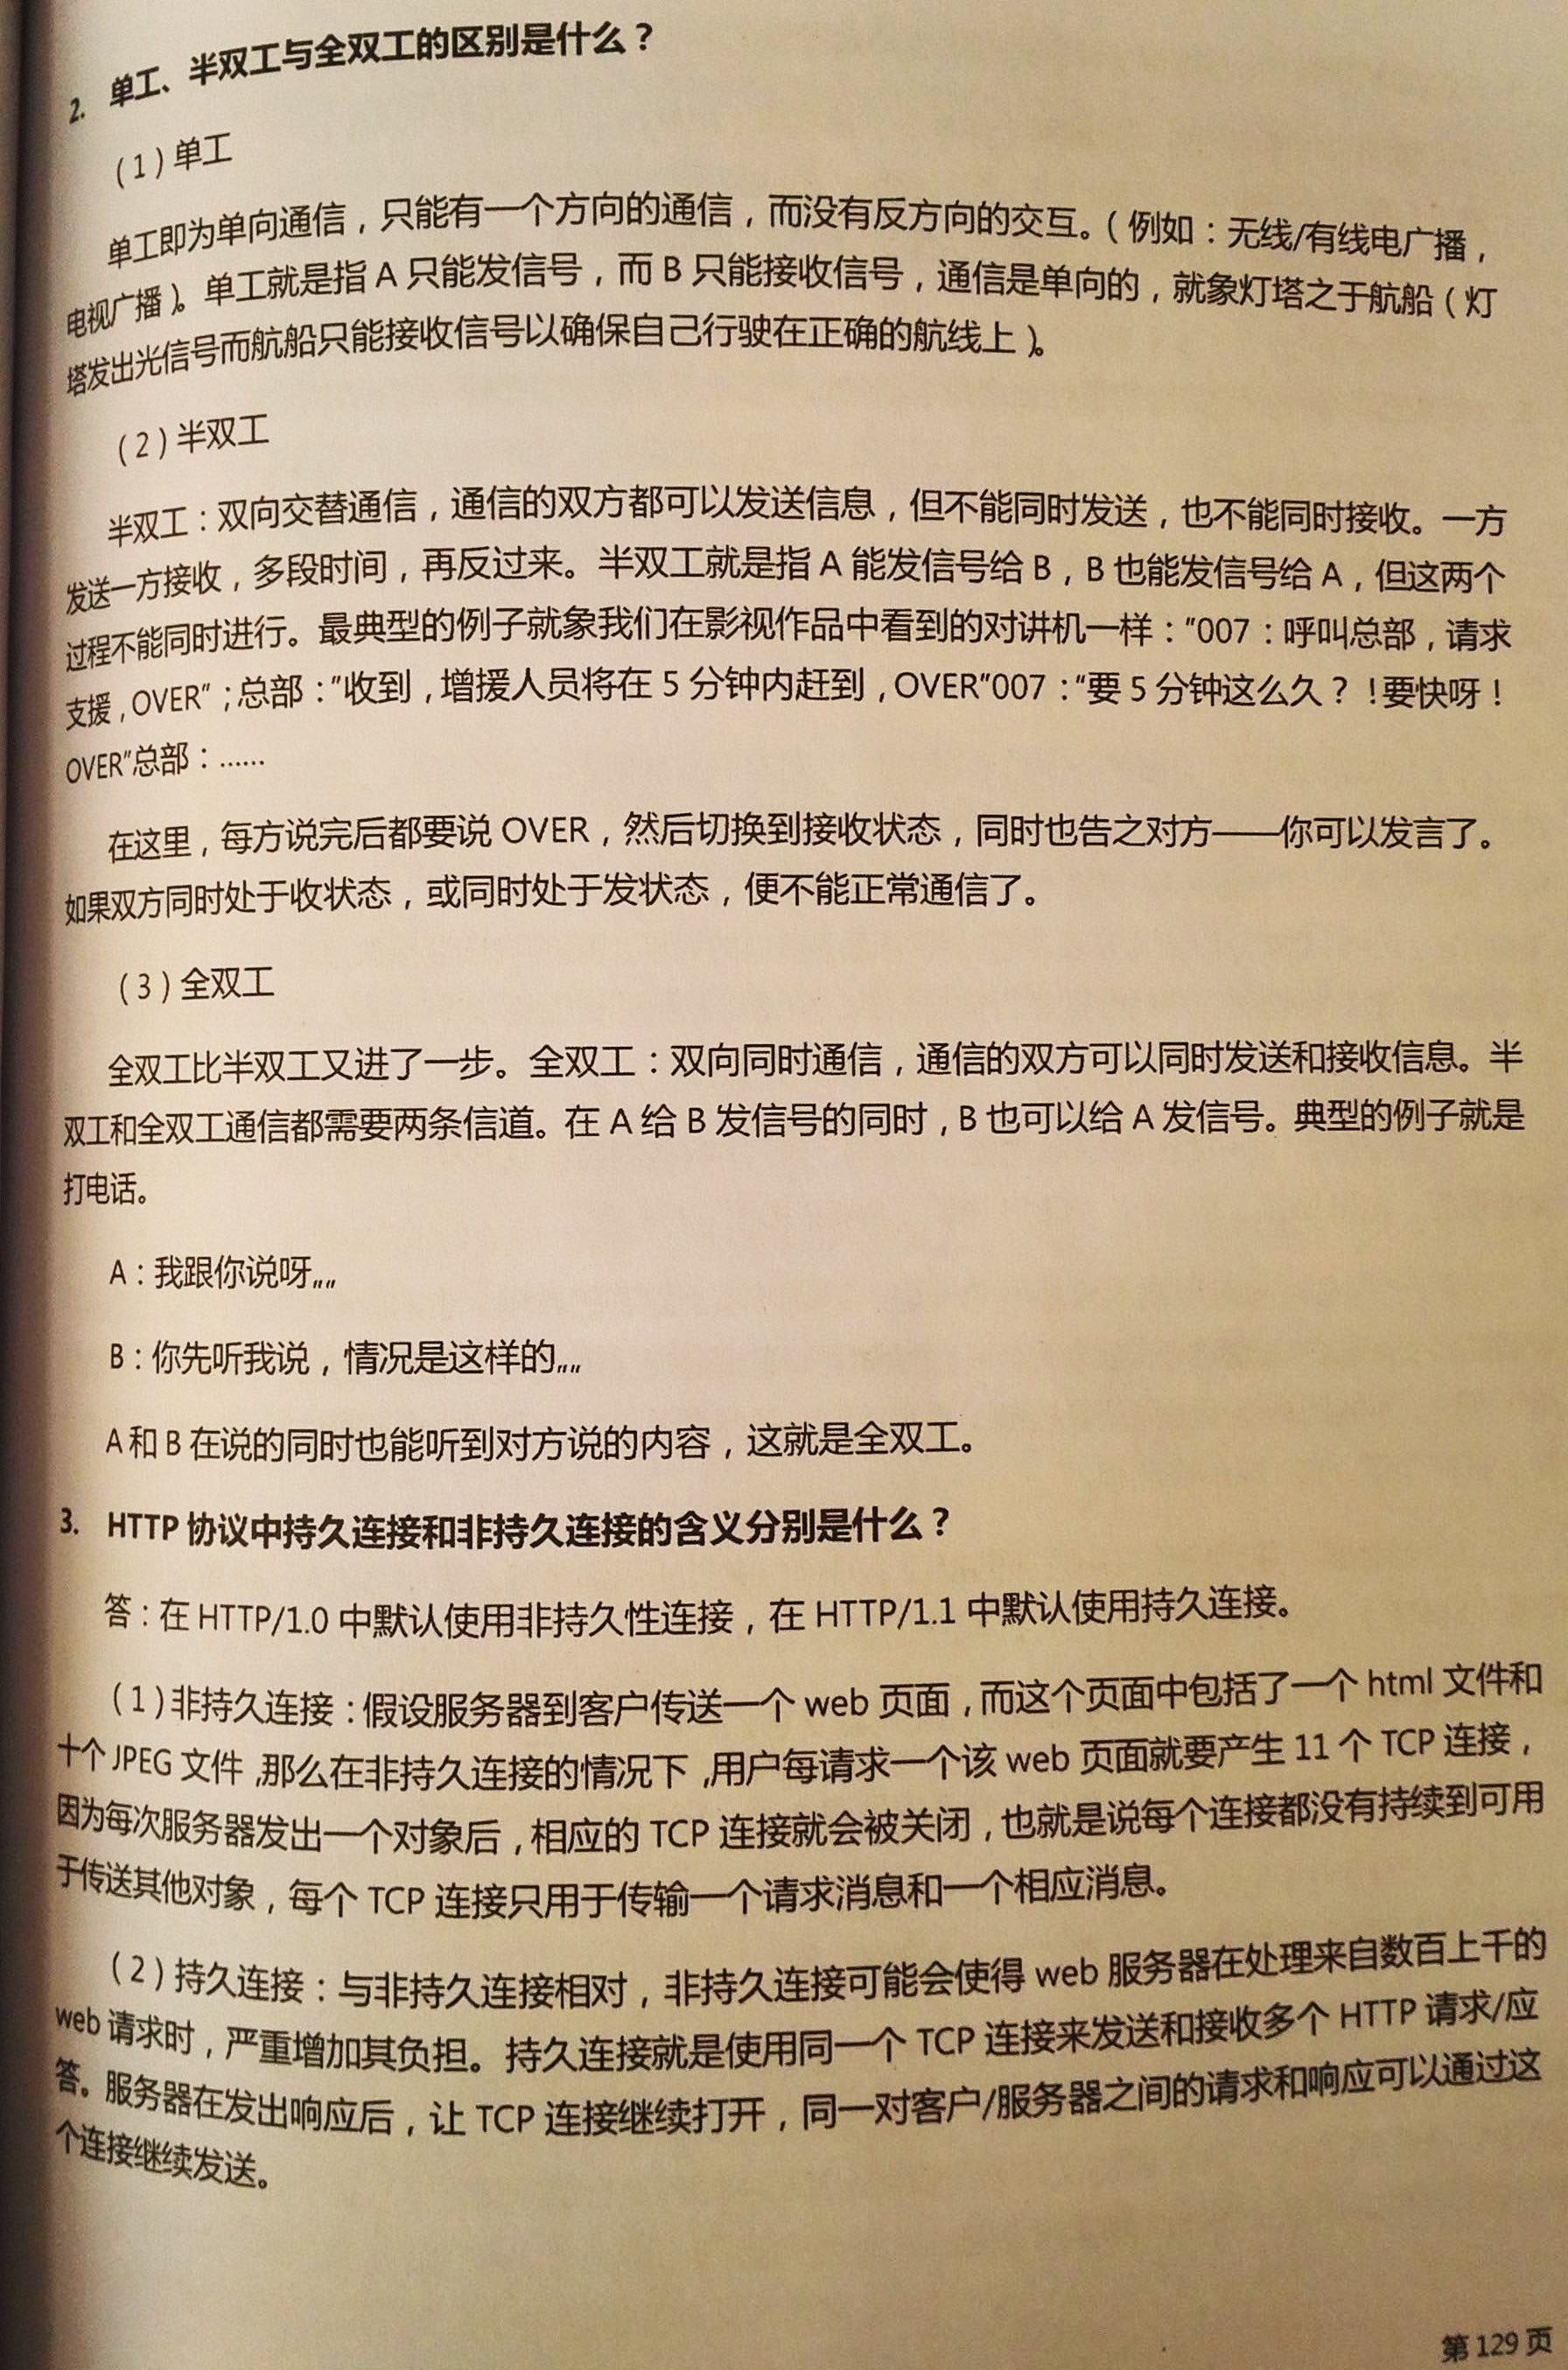 2. 单工、半双工与全双工的区别是什么？
（1）单工
单工即为单向通信，只能有一个方向的通信，而没有反方向的交互。（例如：无线/有线电广播，
电视广播）。单工就是指 A 只能发信号，而 B 只能接收信号，通信是单向的，就象灯塔之于航船（灯
塔发出光信号而航船只能接收信号以确保自己行驶在正确的航线上）。
（2）半双工
半双工：双向交替通信，通信的双方都可以发送信息，但不能同时发送，也不能同时接收。一方
发送一方接收，多段时间，再反过来。半双工就是指 A 能发信号给 B，B 也能发信号给 A，但这两个
过程不能同时进行。最典型的例子就象我们在影视作品中看到的对讲机一样："007：呼叫总部，请求
支援，OVER"；总部："收到，增援人员将在 5 分钟内赶到，OVER"007："要 5 分钟这么久？！要快呀！
OVER"总部：……
在这里，每方说完后都要说 OVER，然后切换到接收状态，同时也告之对方——你可以发言了。
如果双方同时处于收状态，或同时处于发状态，便不能正常通信了。
（3）全双工
全双工比半双工又进了一步。全双工：双向同时通信，通信的双方可以同时发送和接收信息。半
双工和全双工通信都需要两条信道。在 A 给 B 发信号的同时，B 也可以给 A 发信号。典型的例子就是
打电话。
A：我跟你说呀„„
B：你先听我说，情况是这样的„„
A 和 B 在说的同时也能听到对方说的内容，这就是全双工。
3. HTTP 协议中持久连接和非持久连接的含义分别是什么？
答：在 HTTP/1.0 中默认使用非持久性连接，在 HTTP/1.1 中默认使用持久连接。
（1）非持久连接：假设服务器到客户传送一个 web 页面，而这个页面中包括了一个 html 文件和
十个 JPEG 文件，那么在非持久连接的情况下，用户每请求一个该 web 页面就要产生 11 个 TCP 连接，
因为每次服务器发出一个对象后，相应的 TCP 连接就会被关闭，也就是说每个连接都没有持续到可用
于传送其他对象，每个 TCP 连接只用于传输一个请求消息和一个相应消息。
（2）持久连接：与非持久连接相对，非持久连接可能会使得 web 服务器在处理来自数百上千的
web 请求时，严重增加其负担。持久连接就是使用同一个 TCP 连接来发送和接收多个 HTTP 请求/应
答。服务器在发出响应后，让 TCP 连接继续打开，同一对客户/服务器之间的请求和响应可以通过这
个连接继续发送。
第 129 页